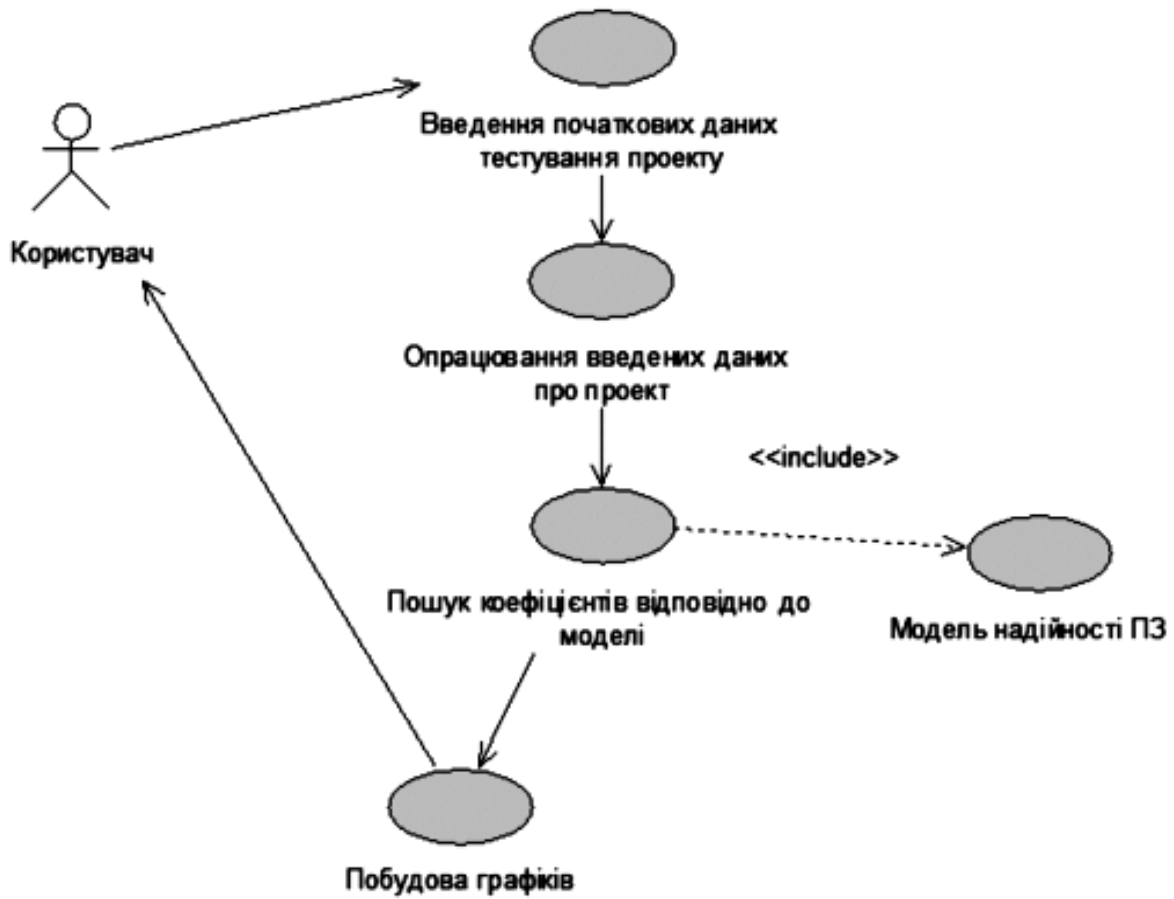 Введення початкових даних
тестування проекту
Користувач
Опрацювання введених даних
про проект
<<include>>
Пошук коефіцієнтів відповідно до
моделі
Модель надійності ПЗ
Побудова графіків